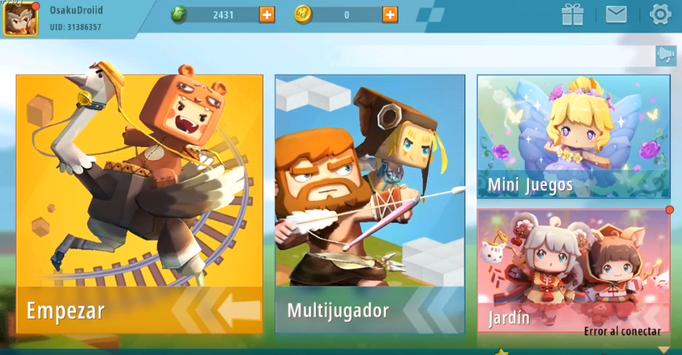 OsakuDroiid
UID: 31386357
2431
0
Empezar
Multijugador
Mini Juegos
Jardín
Error al conectar